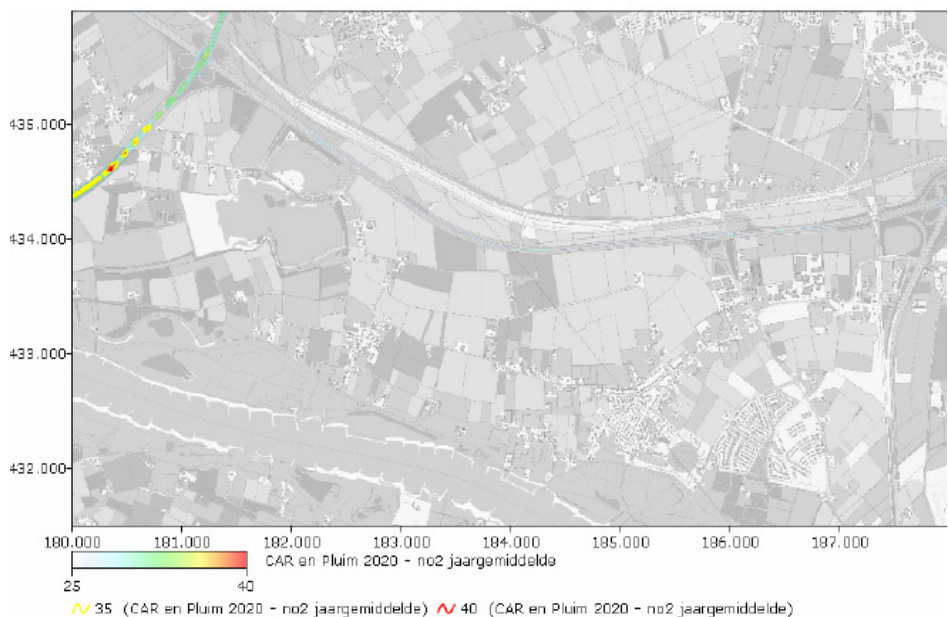 435.000
434.000
433.000
432.000
180.000 181.000 182.000 183.000 184.000 185.000 186.000 187.000
CAR en Pluim 2020 - no2 jaargemiddelde
25 40
35 (CAR en Pluim 2020 - no2 jaargemiddelde) 40 (CAR en Pluim 2020 - no2 jaargemiddelde)